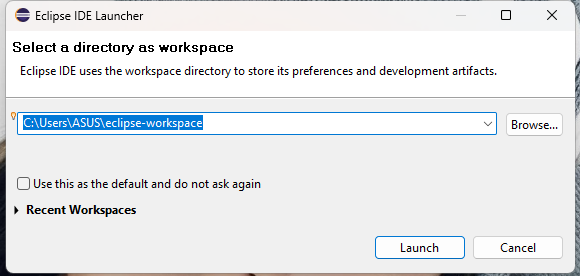 Eclipse IDE Launcher
Select a directory as workspace
Eclipse IDE uses the workspace directory to store its preferences and development artifacts.
C:\Users\ASUS\eclipse-workspace
Browse...
Use this as the default and do not ask again
Recent Workspaces
Launch
Cancel